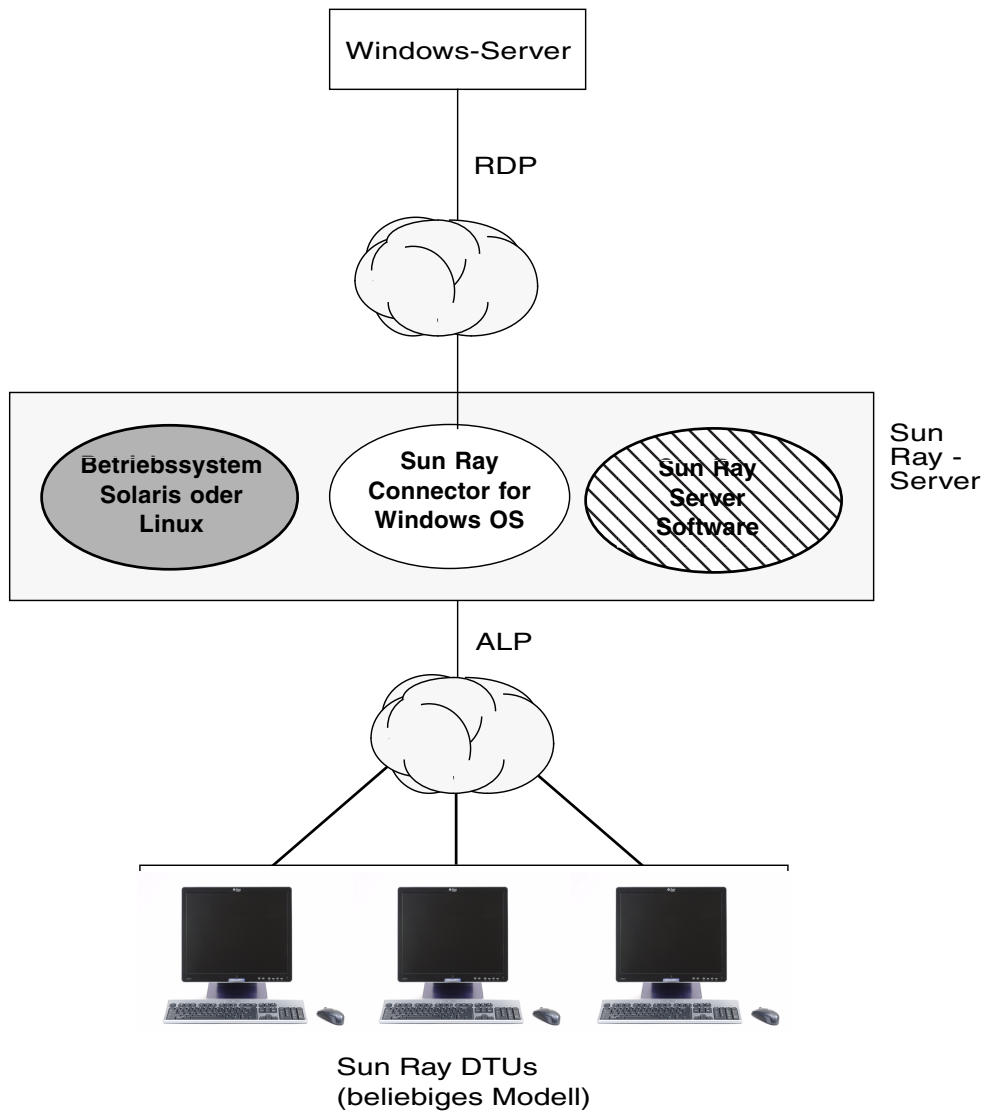 Windows-Server
RDP
Betriebssystem
Solaris oder
Linux
Sun Ray
Connector for
Windows OS
Sun Ray
Server
Software
Sun
Ray -
Server
ALP
Sun Ray DTUs
(beliebiges Modell)